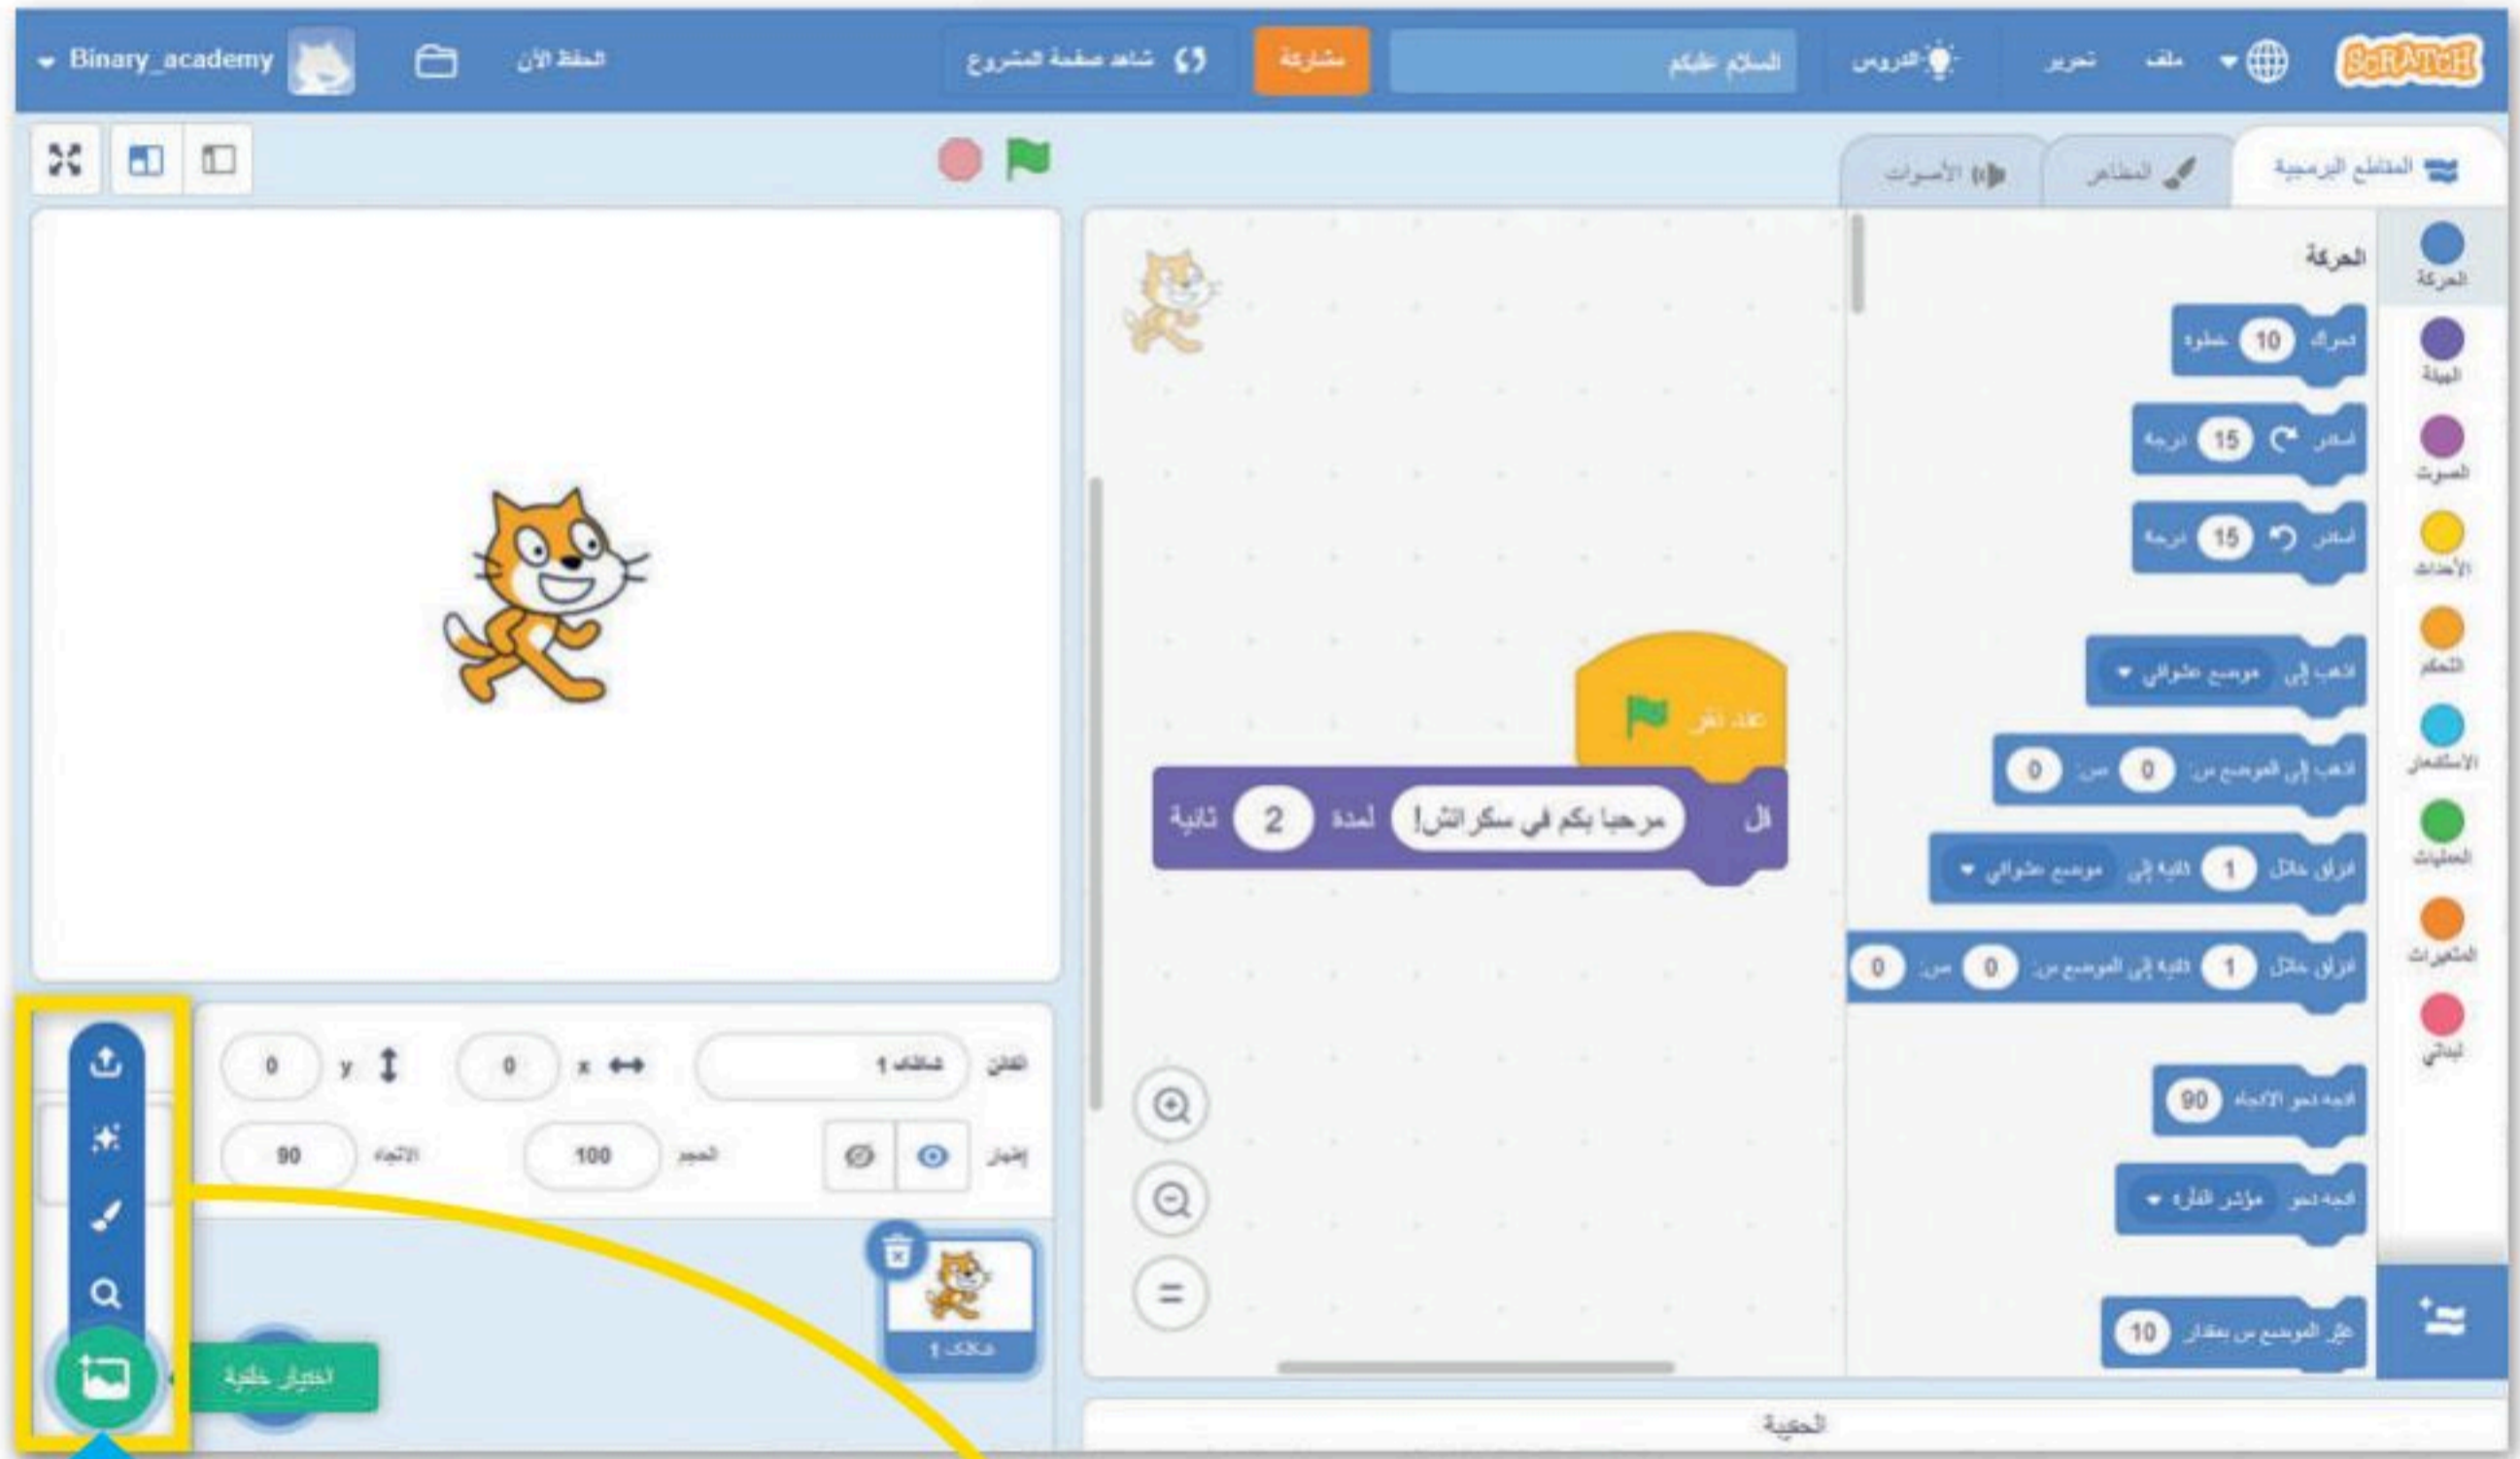 SCRATCH ملف تحرير الدروس السلام عليكم مشاركة شاهد صفحة المشروع الحفظ الآن Binary_academy
المقاطع البرمجية المظاهر الأصوات
الحركة
الهيئة
الصوت
الأحداث
التحكم
الاستشعار
العمليات
المتغيرات
لبناتي
الحركة
تحرك 10 خطوة
استدر 15 درجة
استدر 15 درجة
اذهب إلى موضع عشوائي
اذهب إلى الموضع س: 0 ص: 0
انزلق خلال 1 ثانية إلى موضع عشوائي
انزلق خلال 1 ثانية إلى الموضع س: 0 ص: 0
اتجه نحو الاتجاه 90
اتجه نحو مؤشر الفأرة
غيّر الموضع س بمقدار 10
عند نقر
قل مرحبا بكم في سكراتش! لمدة 2 ثانية
الحقيبة
الكائن 1 x 0 y 0
إظهار الحجم 100 الاتجاه 90
1
اختيار خلفية